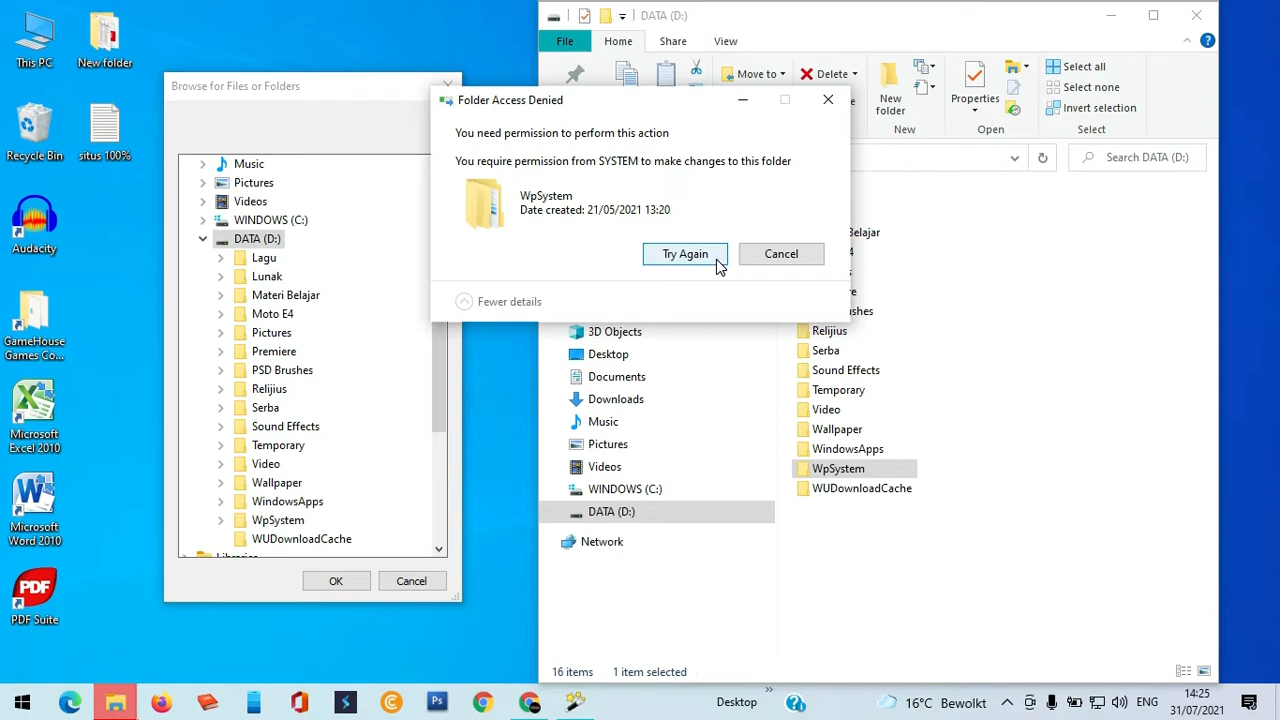 This PC
New folder
Recycle Bin
situs 100%
Audacity
GameHouse
Games Co...
Microsoft
Excel 2010
Microsoft
Word 2010
PDF
PDF Suite
Browse for Files or Folders
Music
Pictures
Videos
WINDOWS (C:)
DATA (D:)
Lagu
Lunak
Materi Belajar
Moto E4
Pictures
Premiere
PSD Brushes
Relijius
Serba
Sound Effects
Temporary
Video
Wallpaper
WindowsApps
WpSystem
WUDownloadCache
Libraries
OK
Cancel
DATA (D:)
File
Home
Share
View
Move to
Delete
New
folder
Properties
Select all
Select none
Invert selection
New
Open
Select
Search DATA (D:)
Folder Access Denied
You need permission to perform this action
You require permission from SYSTEM to make changes to this folder
WpSystem
Date created: 21/05/2021 13:20
Try Again
Cancel
Fewer details
3D Objects
Desktop
Documents
Downloads
Music
Pictures
Videos
WINDOWS (C:)
DATA (D:)
Network
elajar
4
re
shes
Relijius
Serba
Sound Effects
Temporary
Video
Wallpaper
WindowsApps
WpSystem
WUDownloadCache
16 items
1 item selected
Ps
Desktop
16°C Bewolkt
ENG
14:25
31/07/2021